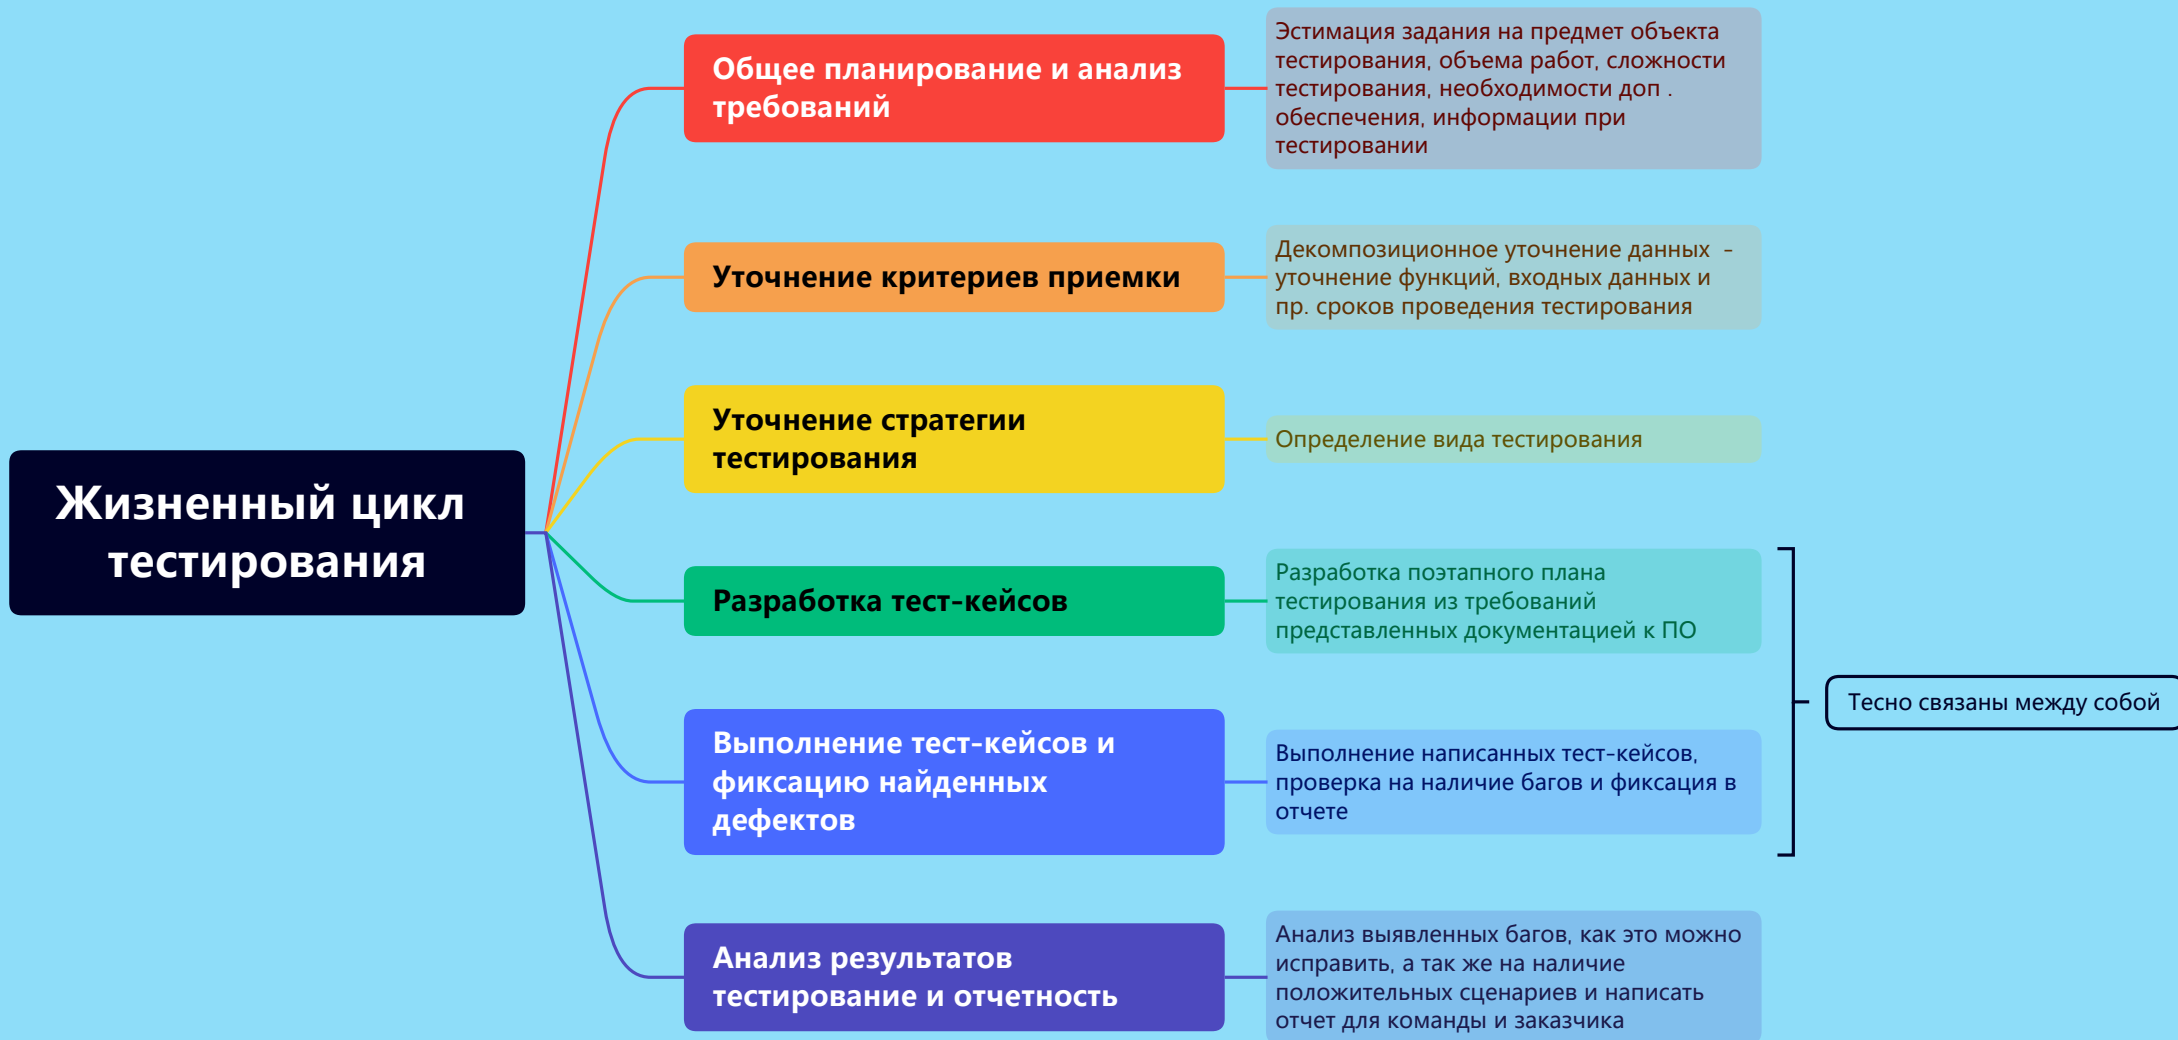 Жизненный цикл
тестирования
Общее планирование и анализ
требований
Эстимация задания на предмет объекта
тестирования, объема работ, сложности
тестирования, необходимости доп .
обеспечения, информации при
тестировании
Уточнение критериев приемки
Декомпозиционное уточнение данных  -
уточнение функций, входных данных и
пр. сроков проведения тестирования
Уточнение стратегии
тестирования
Определение вида тестирования
Разработка тест-кейсов
Разработка поэтапного плана
тестирования из требований
представленных документацией к ПО
Выполнение тест-кейсов и
фиксацию найденных
дефектов
Выполнение написанных тест-кейсов,
проверка на наличие багов и фиксация в
отчете
Тесно связаны между собой
Анализ результатов
тестирование и отчетность
Анализ выявленных багов, как это можно
исправить, а так же на наличие
положительных сценариев и написать
отчет для команды и заказчика